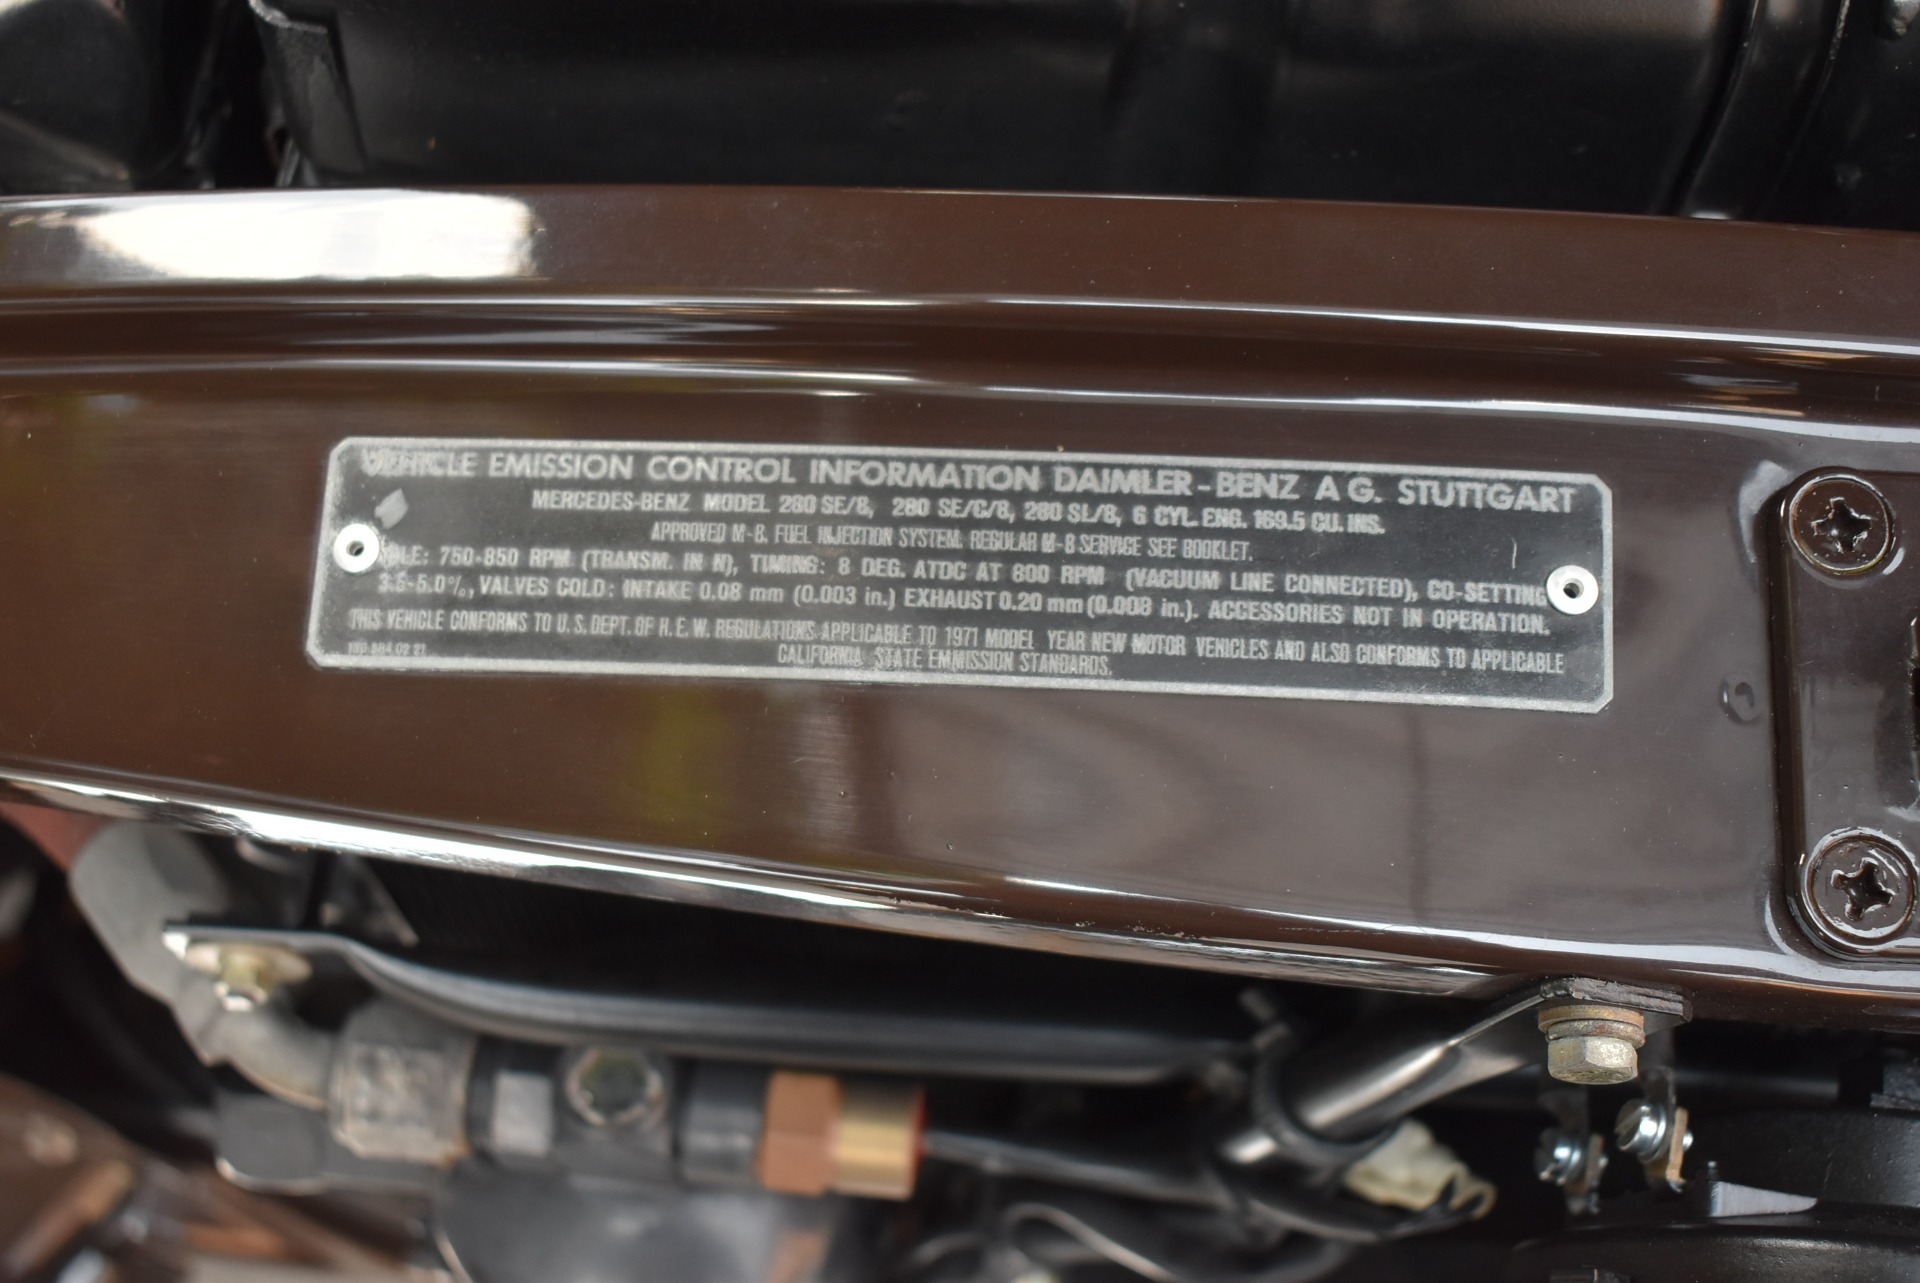 VEHICLE EMISSION CONTROL INFORMATION DAIMLER-BENZ A G. STUTTGART
MERCEDES-BENZ MODEL 280 SE/8, 280 SE/C/8, 280 SL/8, 6 CYL. ENG. 169.5 CU. INS.
APPROVED M-B. FUEL INJECTION SYSTEM. REGULAR M-B SERVICE SEE BOOKLET.
750-850 RPM (TRANSM. IN N), TIMING: 8 DEG. ATDC AT 800 RPM (VACUUM LINE CONNECTED), CO-SETTING
3.5-5.0%, VALVES COLD: INTAKE 0.08 mm (0.003 in.) EXHAUST 0.20 mm (0.008 in.). ACCESSORIES NOT IN OPERATION.
THIS VEHICLE CONFORMS TO U.S. DEPT. OF H.E.W. REGULATIONS APPLICABLE TO 1971 MODEL YEAR NEW MOTOR VEHICLES AND ALSO CONFORMS TO APPLICABLE
CALIFORNIA STATE EMMISSION STANDARDS.